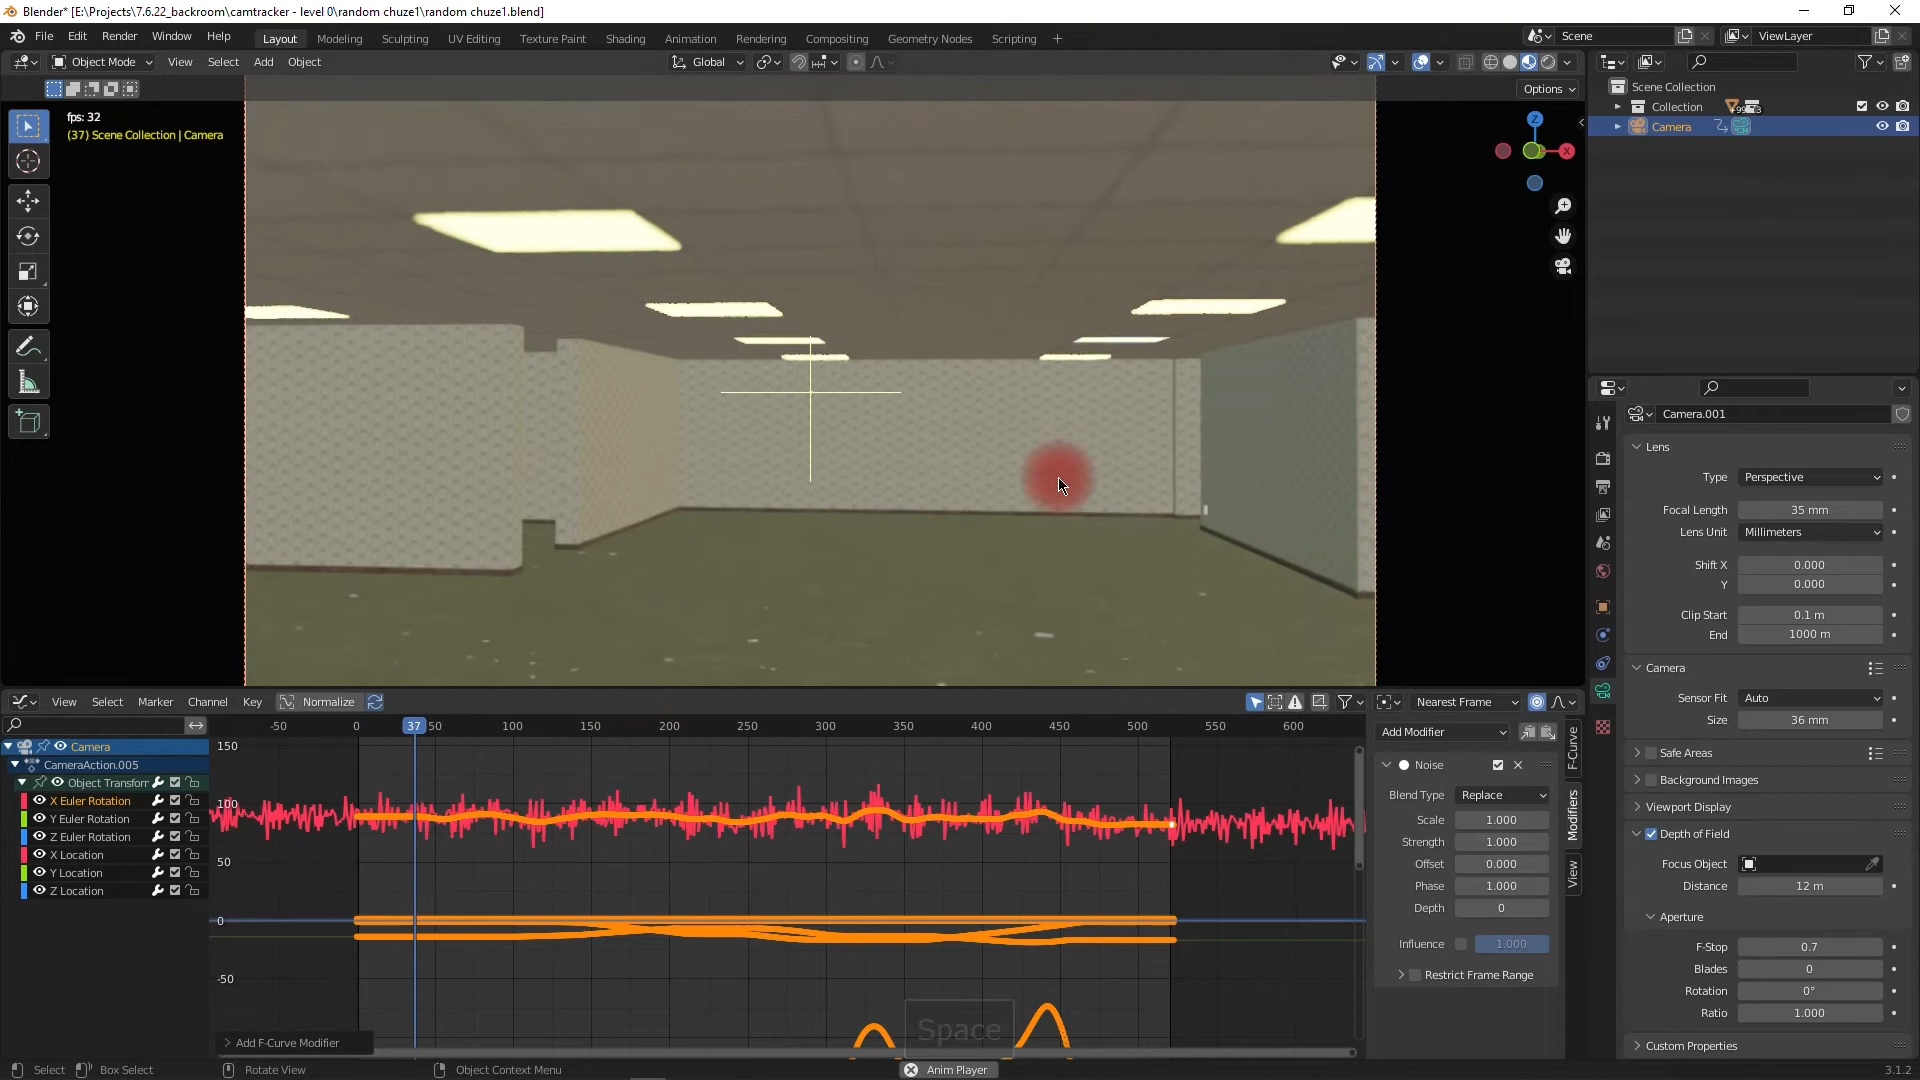 Blender* [E:\Projects\7.6.22_backroom\camtracker - level 0\random chuze1\random chuze1.blend]
File Edit Render Window Help Layout Modeling Sculpting UV Editing Texture Paint Shading Animation Rendering Compositing Geometry Nodes Scripting + Scene ViewLayer
Object Mode View Select Add Object Global
Options
fps: 32
(37) Scene Collection | Camera
Z
X
Scene Collection
Collection
Camera
Camera.001
Lens
Type Perspective
Focal Length 35 mm
Lens Unit Millimeters
Shift X 0.000
Y 0.000
Clip Start 0.1 m
End 1000 m
Camera
Sensor Fit Auto
Size 36 mm
Safe Areas
Background Images
Viewport Display
Depth of Field
Focus Object
Distance 12 m
Aperture
F-Stop 0.7
Blades 0
Rotation 0°
Ratio 1.000
Custom Properties
View Select Marker Channel Key Normalize Nearest Frame
-50 0 37 50 100 150 200 250 300 350 400 450 500 550 600
Camera
CameraAction.005
Object Transforr
X Euler Rotation
Y Euler Rotation
Z Euler Rotation
X Location
Y Location
Z Location
150
100
50
0
-50
Add F-Curve Modifier
Space
Add Modifier
Noise
Blend Type Replace
Scale 1.000
Strength 1.000
Offset 0.000
Phase 1.000
Depth 0
Influence 1.000
Restrict Frame Range
F-Curve
Modifiers
View
Select Box Select Rotate View Object Context Menu Anim Player 3.1.2